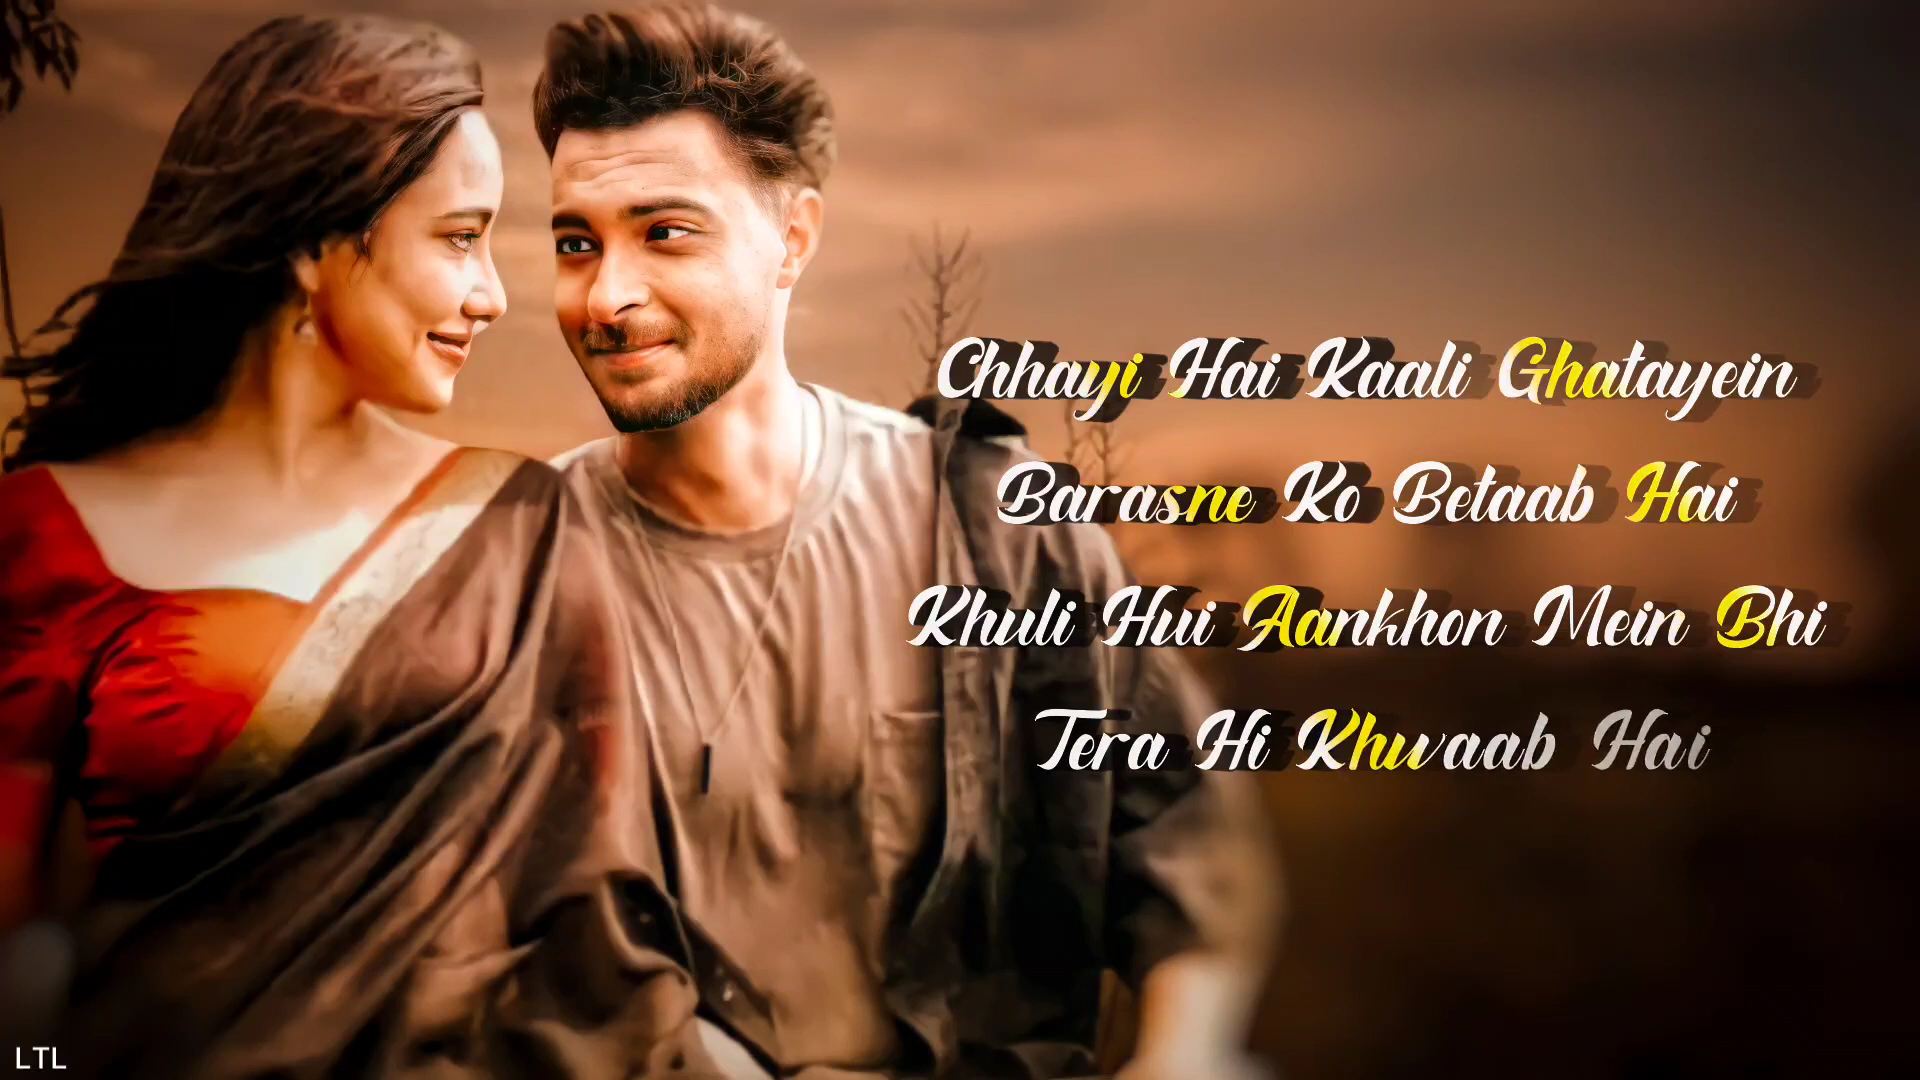 Chhayi Hai Kaali Ghatayein
Barasne Ko Betaab Hai
Khuli Hui Aankhon Mein Bhi
Tera Hi Khwaab Hai
LTL